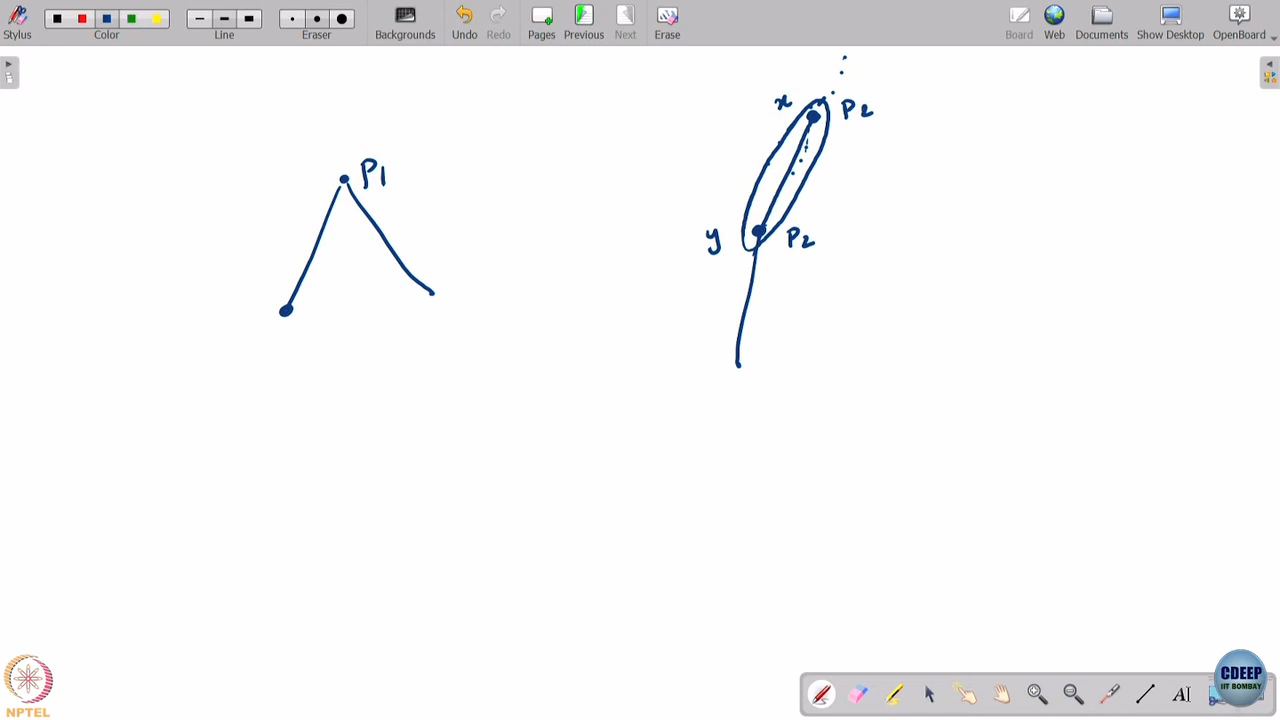 Stylus
Color
Line
Eraser
Backgrounds
Undo
Redo
Pages
Previous
Next
Erase
Board
Web
Documents
Show Desktop
OpenBoard
x
P2
P1
y
P2
NPTEL
CDEEP
IIT BOMBAY